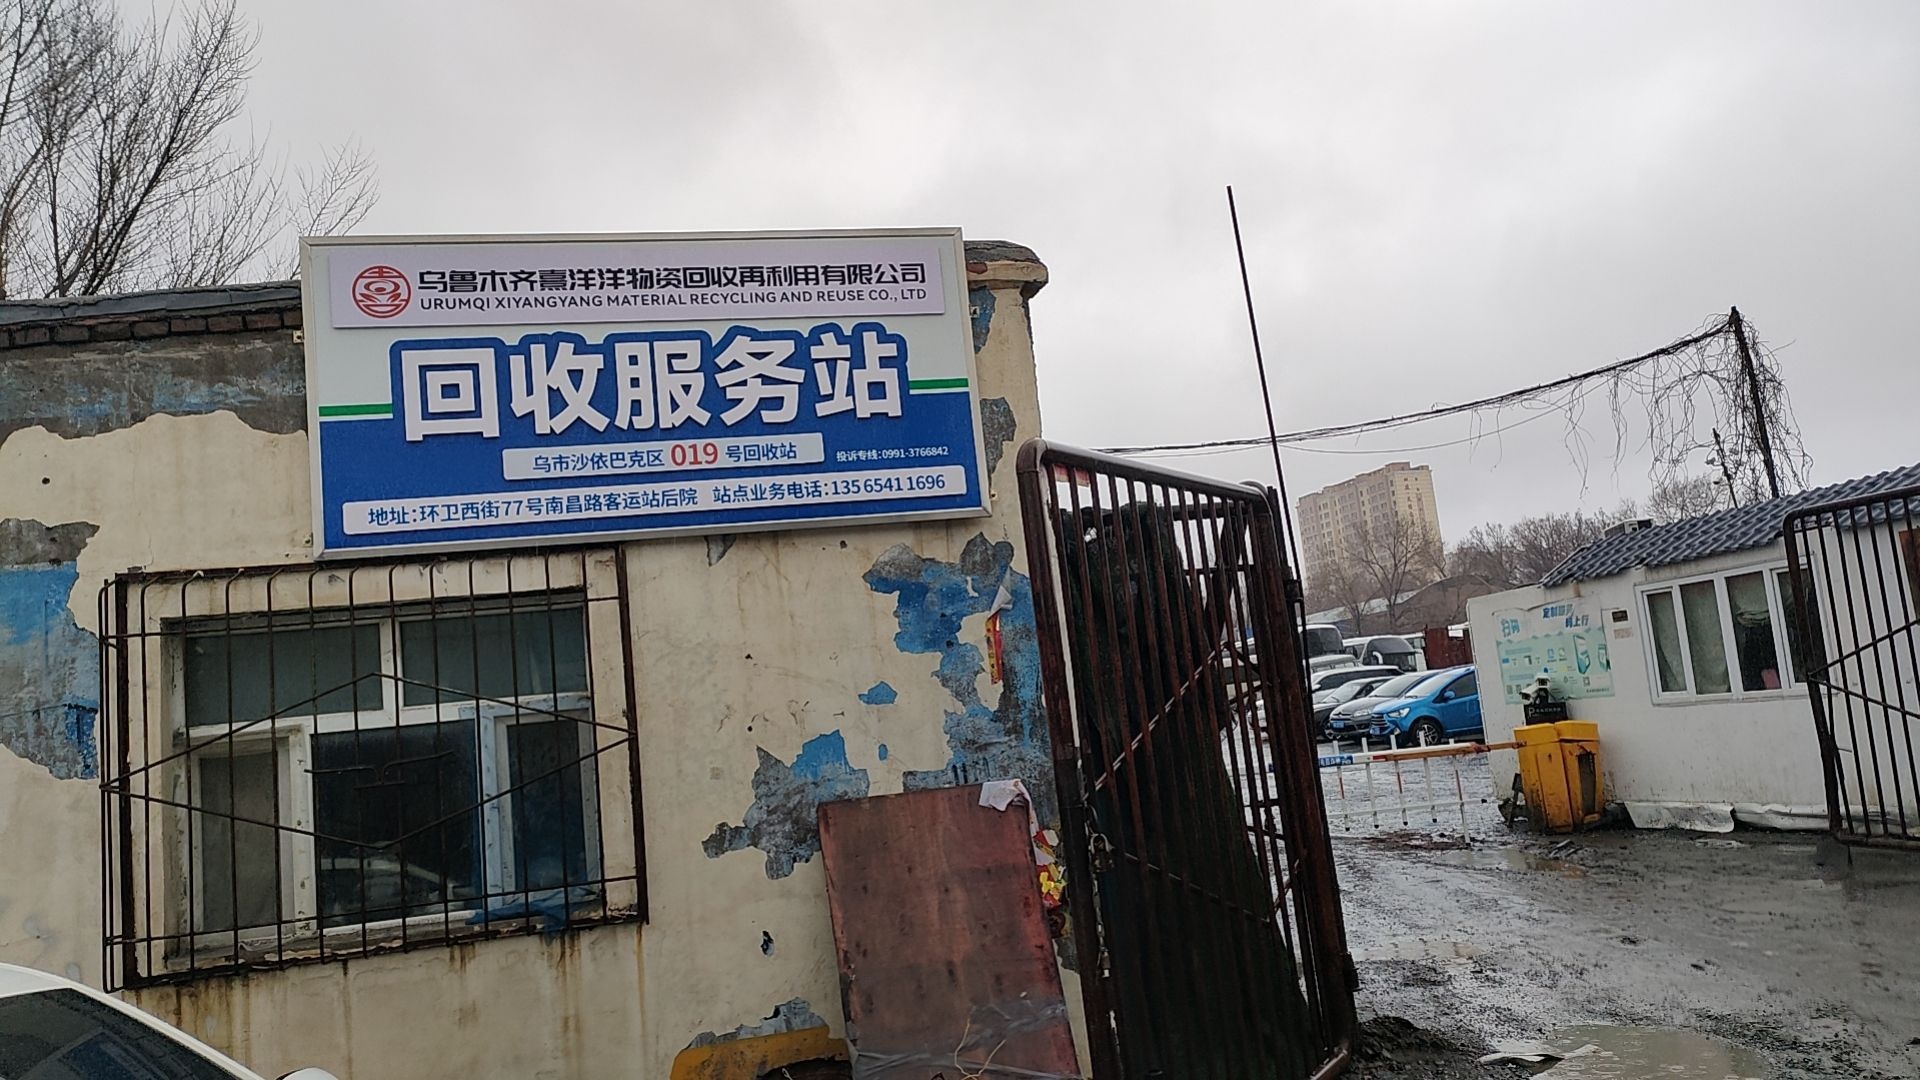 乌鲁木齐熹洋洋物资回收再利用有限公司
URUMQI XIYANGYANG MATERIAL RECYCLING AND REUSE CO., LTD
回收服务站
乌市沙依巴克区 019 号回收站
投诉专线:0991-3766842
地址:环卫西街77号南昌路客运站后院 站点业务电话:13565411696
扫码
P